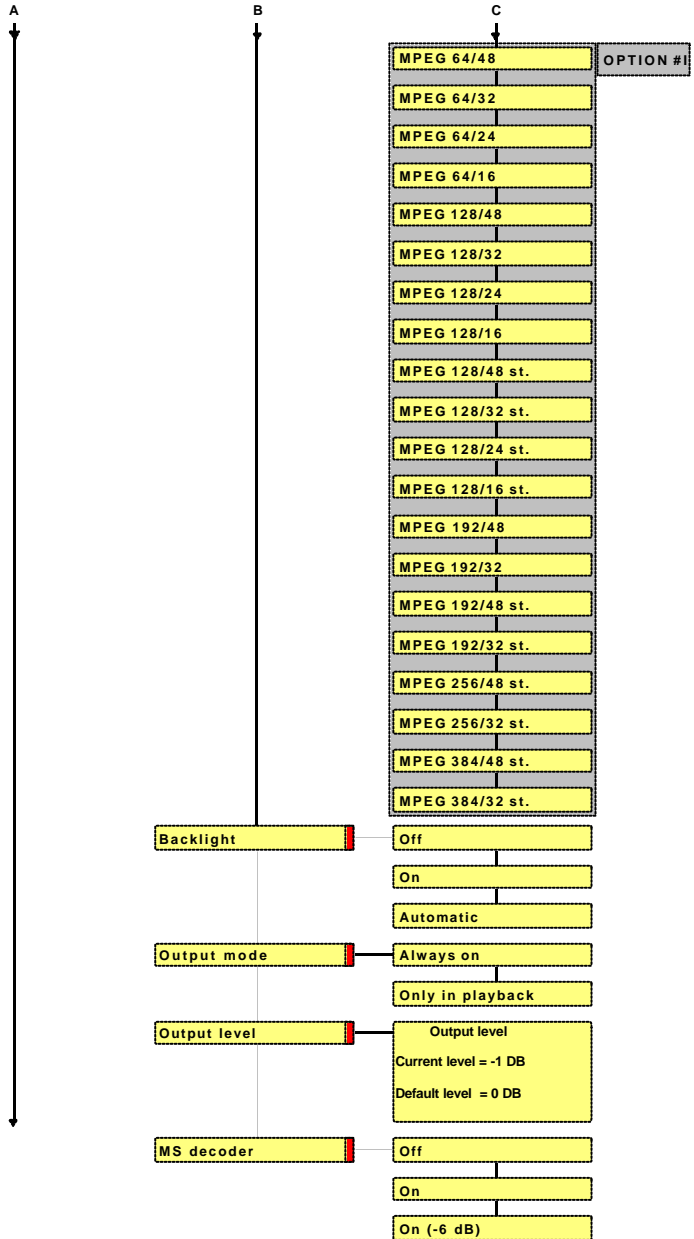 A B C
MPEG 64/48 OPTION #I
MPEG 64/32
MPEG 64/24
MPEG 64/16
MPEG 128/48
MPEG 128/32
MPEG 128/24
MPEG 128/16
MPEG 128/48 st.
MPEG 128/32 st.
MPEG 128/24 st.
MPEG 128/16 st.
MPEG 192/48
MPEG 192/32
MPEG 192/48 st.
MPEG 192/32 st.
MPEG 256/48 st.
MPEG 256/32 st.
MPEG 384/48 st.
MPEG 384/32 st.
Backlight Off
On
Automatic
Output mode Always on
Only in playback
Output level Output level
Current level = -1 DB
Default level = 0 DB
MS decoder Off
On
On (-6 dB)